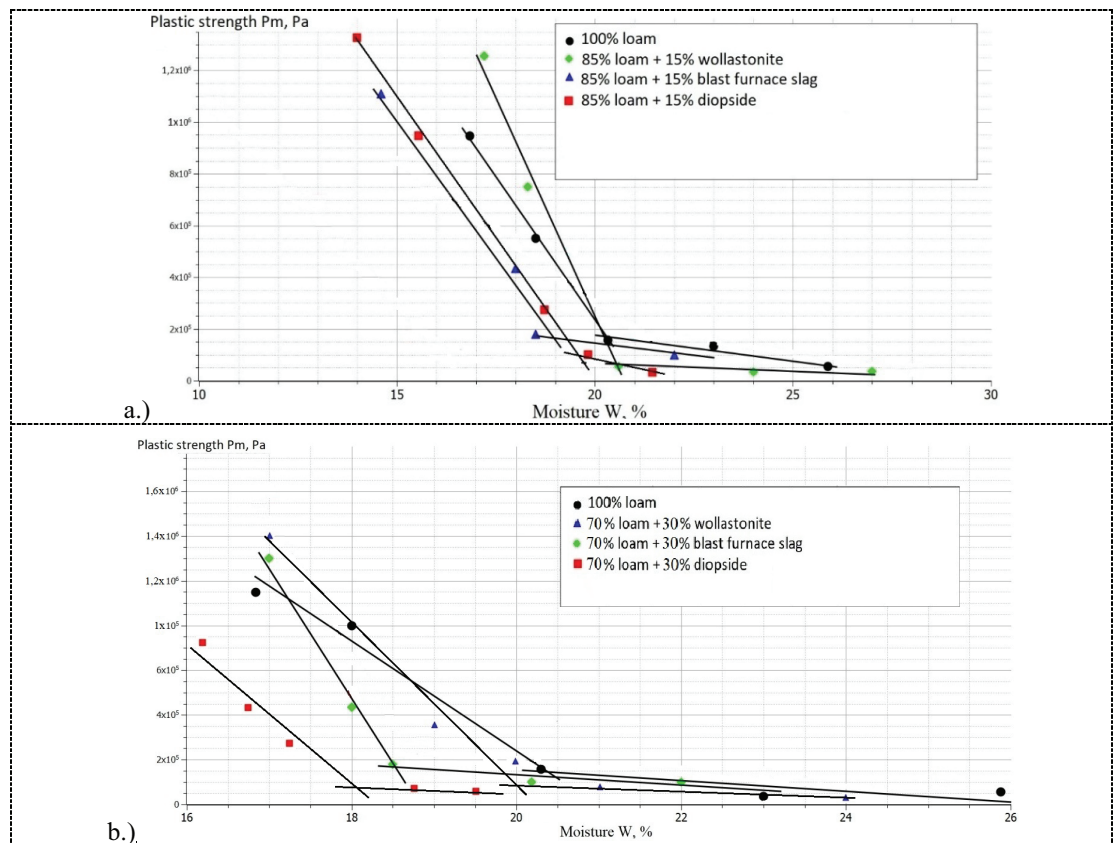 Plastic strength Pm, Pa
100% loam
85% loam + 15% wollastonite
85% loam + 15% blast furnace slag
85% loam + 15% diopside
1,2x10⁶
1x10⁶
8x10⁵
6x10⁵
4x10⁵
2x10⁵
0
10 15 20 25 30
a.) Moisture W, %
Plastic strength Pm, Pa
100% loam
70% loam + 30% wollastonite
70% loam + 30% blast furnace slag
70% loam + 30% diopside
1,6x10⁶
1,4x10⁶
1,2x10⁶
1x10⁶
8x10⁵
6x10⁵
4x10⁵
2x10⁵
0
16 18 20 22 24 26
b.) Moisture W, %